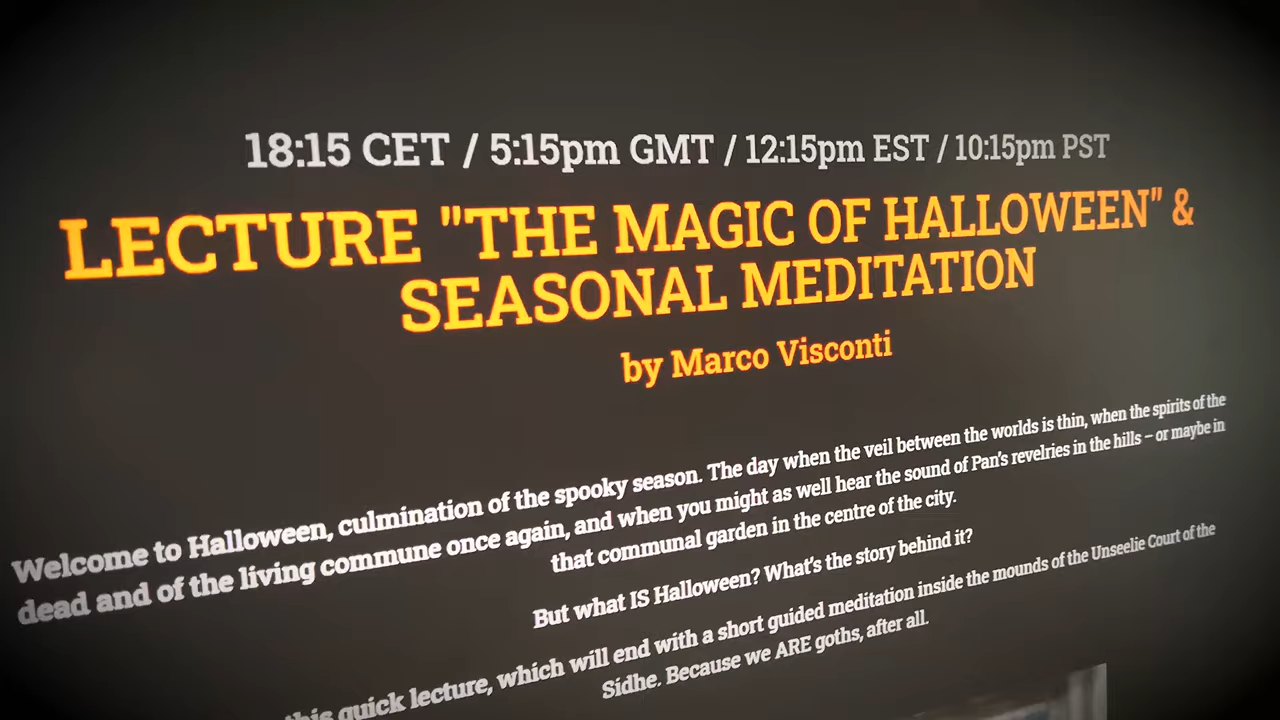 18:15 CET / 5:15pm GMT / 12:15pm EST / 10:15pm PST
LECTURE "THE MAGIC OF HALLOWEEN" &
SEASONAL MEDITATION
by Marco Visconti
Welcome to Halloween, culmination of the spooky season. The day when the veil between the worlds is thin, when the spirits of the
dead and of the living commune once again, and when you might as well hear the sound of Pan's revelries in the hills – or maybe in
that communal garden in the centre of the city.
But what IS Halloween? What's the story behind it?
this quick lecture, which will end with a short guided meditation inside the mounds of the Unseelie Court of the
Sidhe. Because we ARE goths, after all.